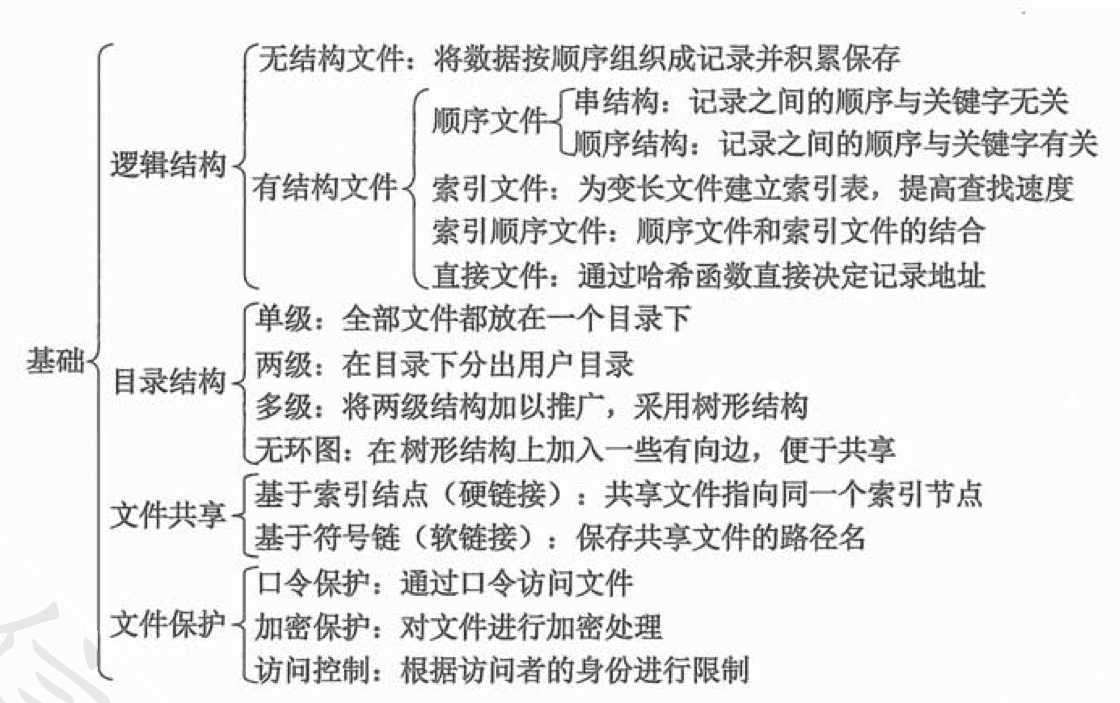 无结构文件：将数据按顺序组织成记录并积累保存
串结构：记录之间的顺序与关键字无关
顺序文件
顺序结构：记录之间的顺序与关键字有关
逻辑结构
有结构文件
索引文件：为变长文件建立索引表，提高查找速度
索引顺序文件：顺序文件和索引文件的结合
直接文件：通过哈希函数直接决定记录地址
基础
单级：全部文件都放在一个目录下
两级：在目录下分出用户目录
目录结构
多级：将两级结构加以推广，采用树形结构
无环图：在树形结构上加入一些有向边，便于共享
文件共享
基于索引结点（硬链接）：共享文件指向同一个索引节点
基于符号链（软链接）：保存共享文件的路径名
口令保护：通过口令访问文件
文件保护
加密保护：对文件进行加密处理
访问控制：根据访问者的身份进行限制